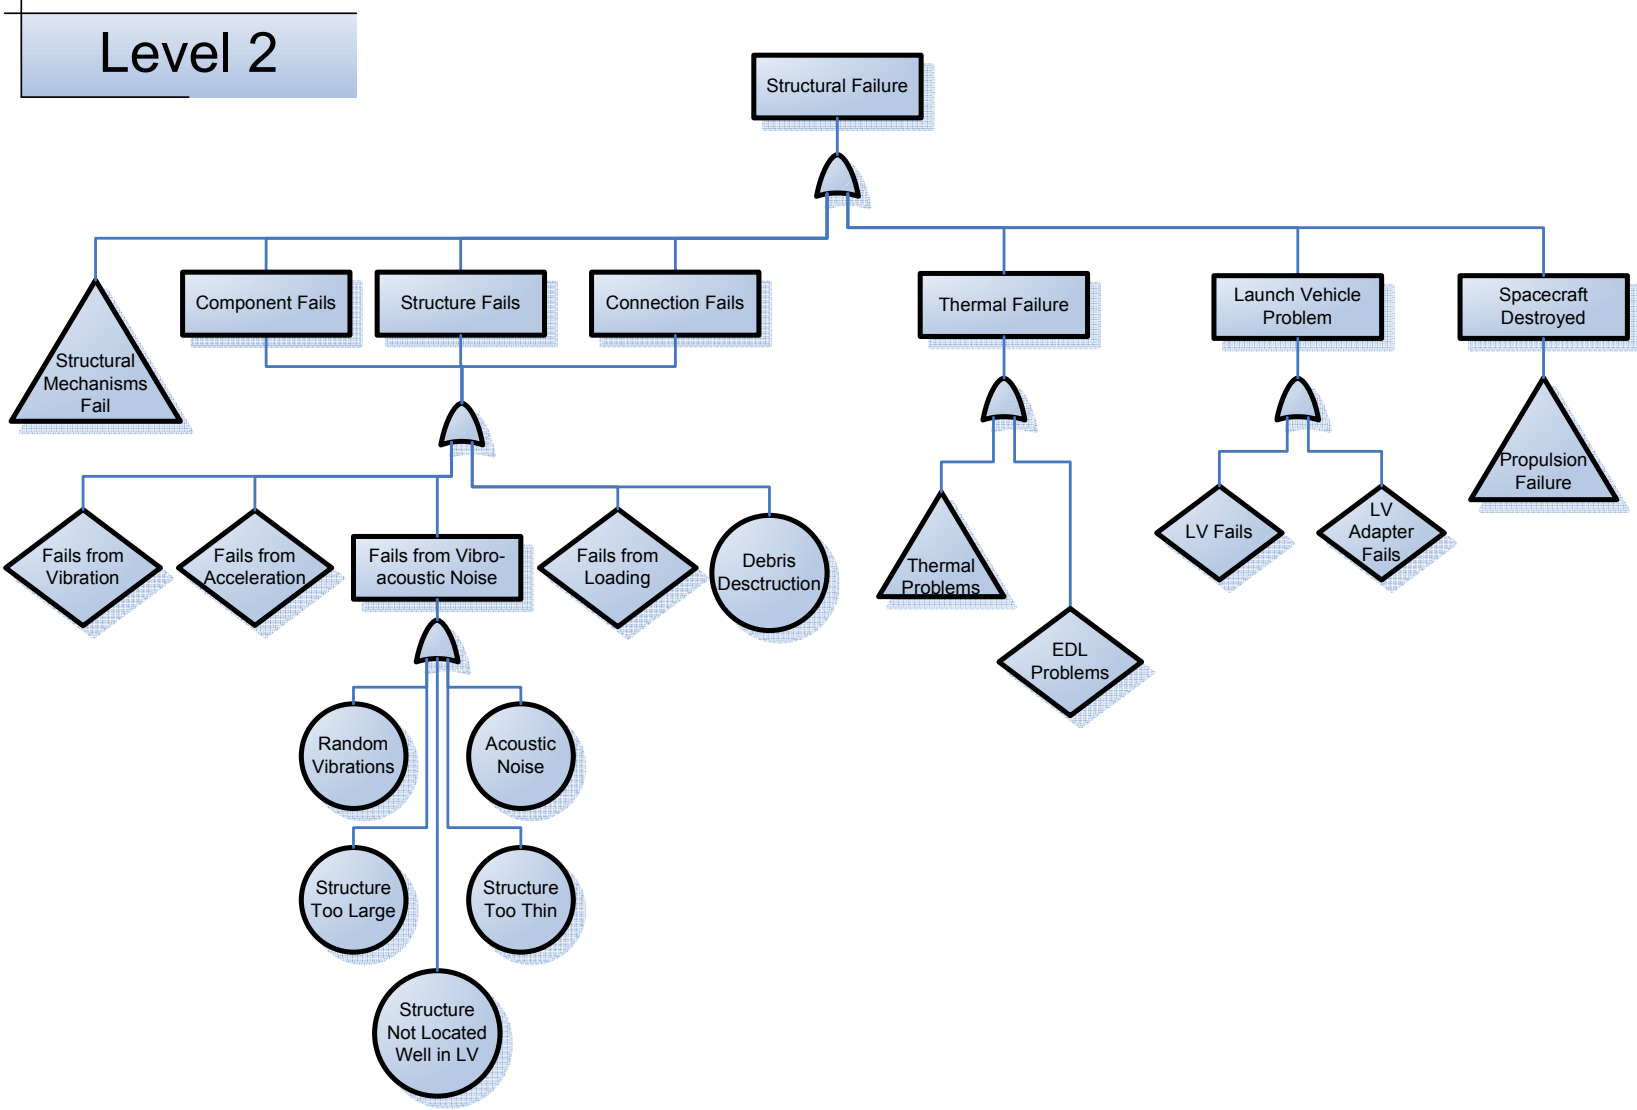 Level 2
Structural Failure
Structural
Mechanisms
Fail
Component Fails
Structure Fails
Connection Fails
Thermal Failure
Launch Vehicle
Problem
Spacecraft
Destroyed
Fails from
Vibration
Fails from
Acceleration
Fails from Vibro-
acoustic Noise
Fails from
Loading
Debris
Desctruction
Thermal
Problems
EDL
Problems
LV Fails
LV
Adapter
Fails
Propulsion
Failure
Random
Vibrations
Acoustic
Noise
Structure
Too Large
Structure
Too Thin
Structure
Not Located
Well in LV